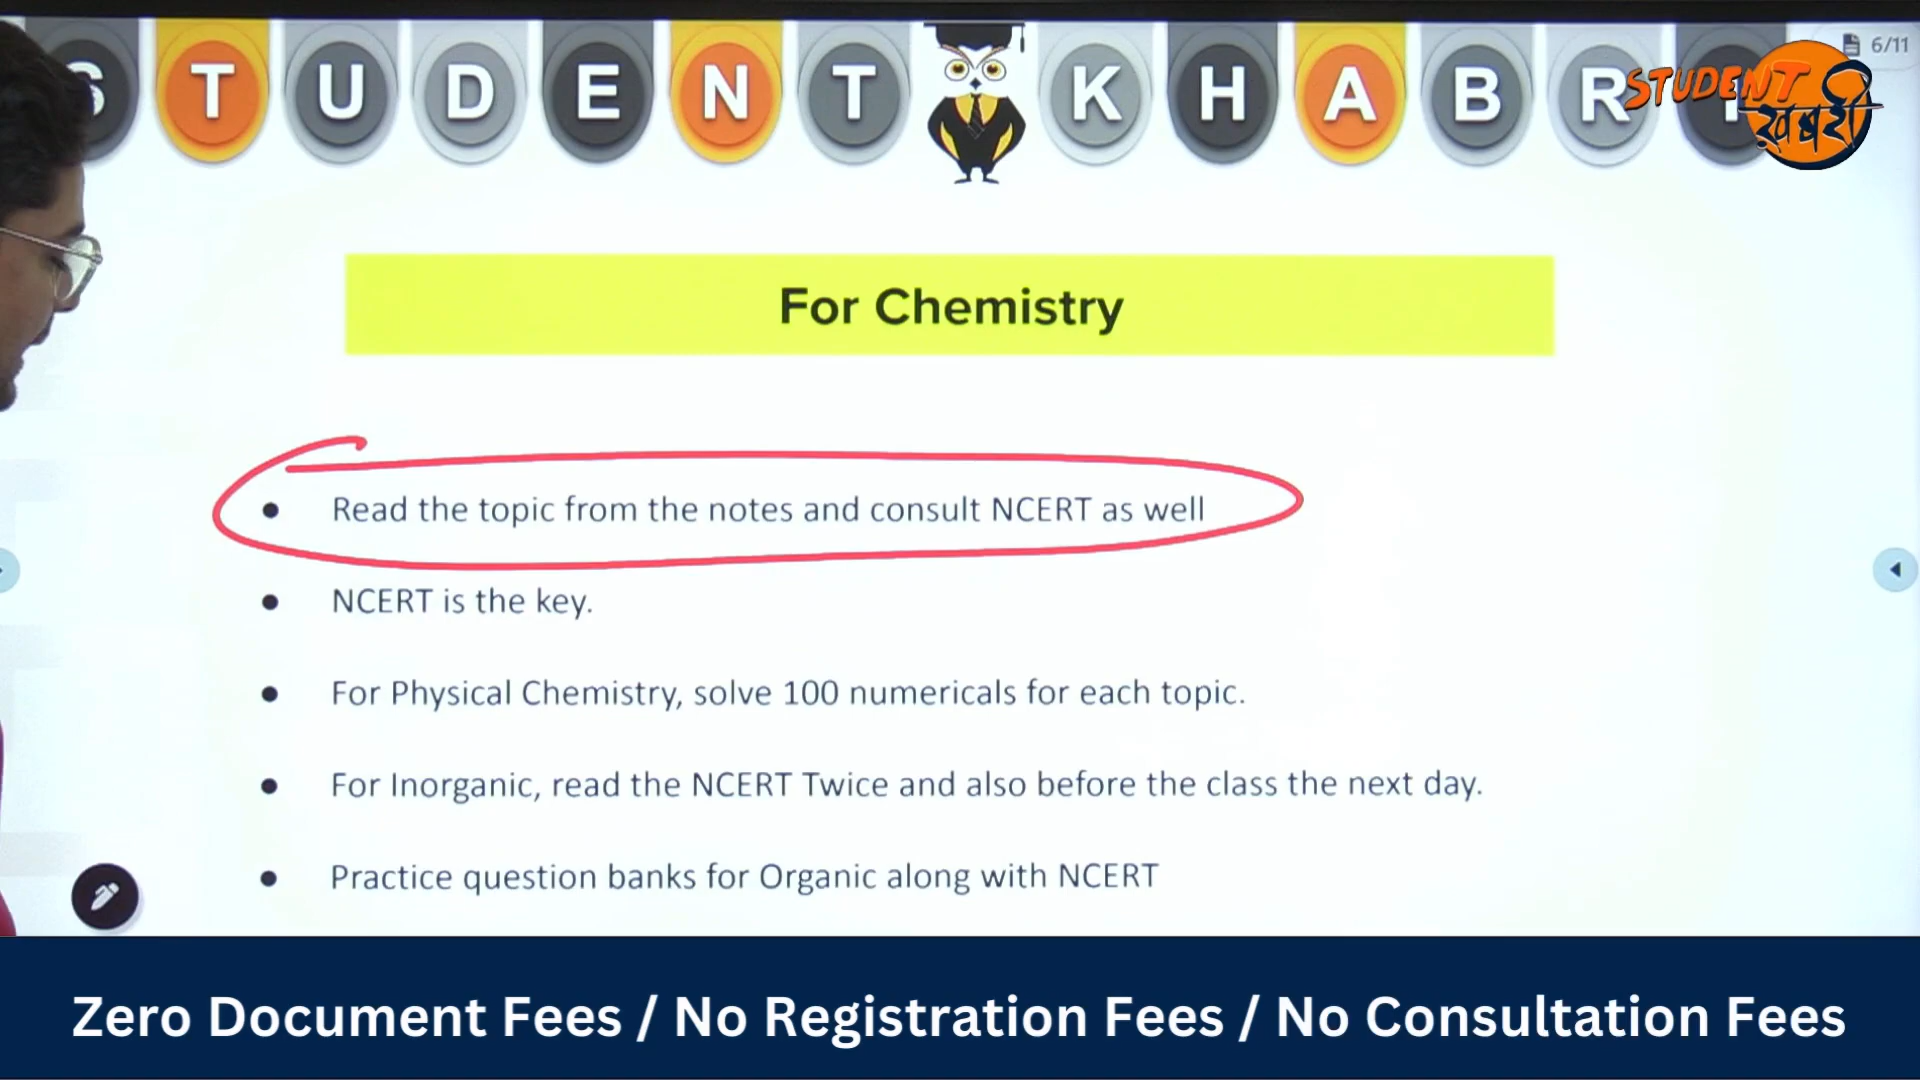 STUDENT KHABRI
6/11
STUDENT
ख़बरी
For Chemistry
• Read the topic from the notes and consult NCERT as well
• NCERT is the key.
• For Physical Chemistry, solve 100 numericals for each topic.
• For Inorganic, read the NCERT Twice and also before the class the next day.
• Practice question banks for Organic along with NCERT
Zero Document Fees / No Registration Fees / No Consultation Fees